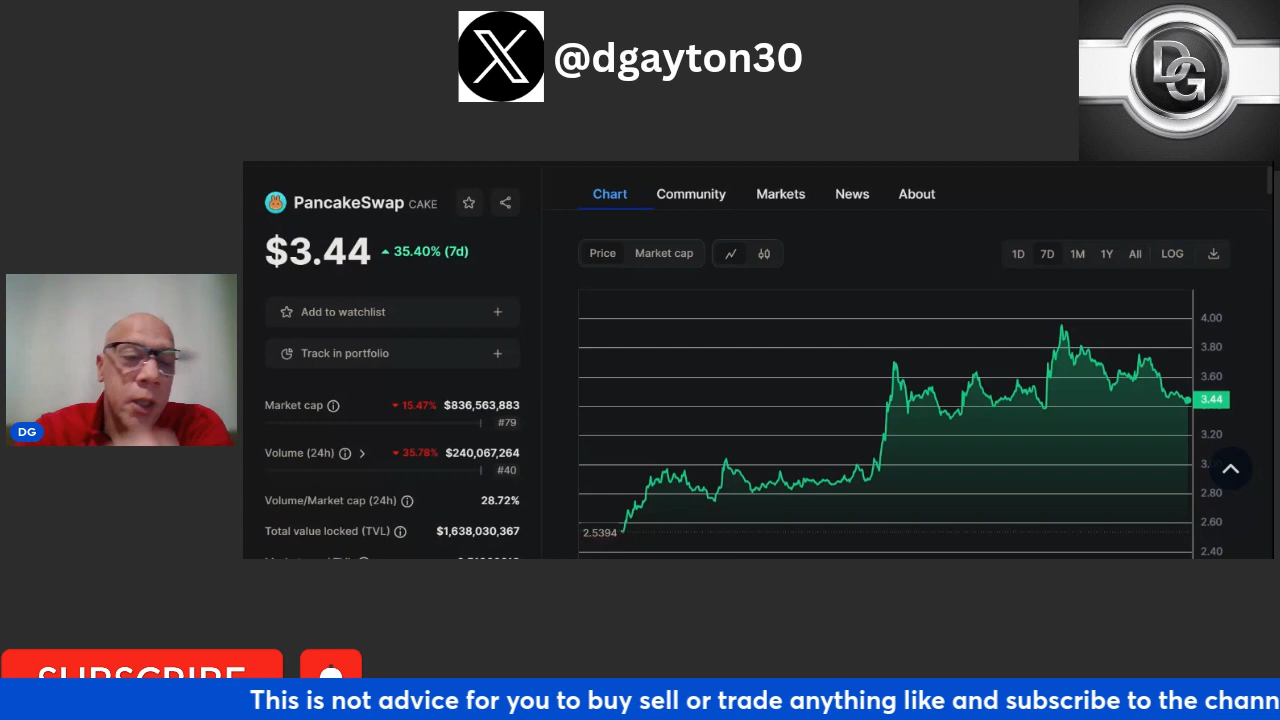 @dgayton30
DG
PancakeSwap CAKE
$3.44 35.40% (7d)
Add to watchlist +
Track in portfolio +
Market cap 15.47% $836,563,883
#79
Volume (24h) > 35.78% $240,067,264
#40
Volume/Market cap (24h) 28.72%
Total value locked (TVL) $1,638,030,367
Chart Community Markets News About
Price Market cap
1D 7D 1M 1Y All LOG
4.00
3.80
3.60
3.44
3.20
3.
2.80
2.60
2.40
2.5394
DG
SUBSCRIBE
This is not advice for you to buy sell or trade anything like and subscribe to the chann